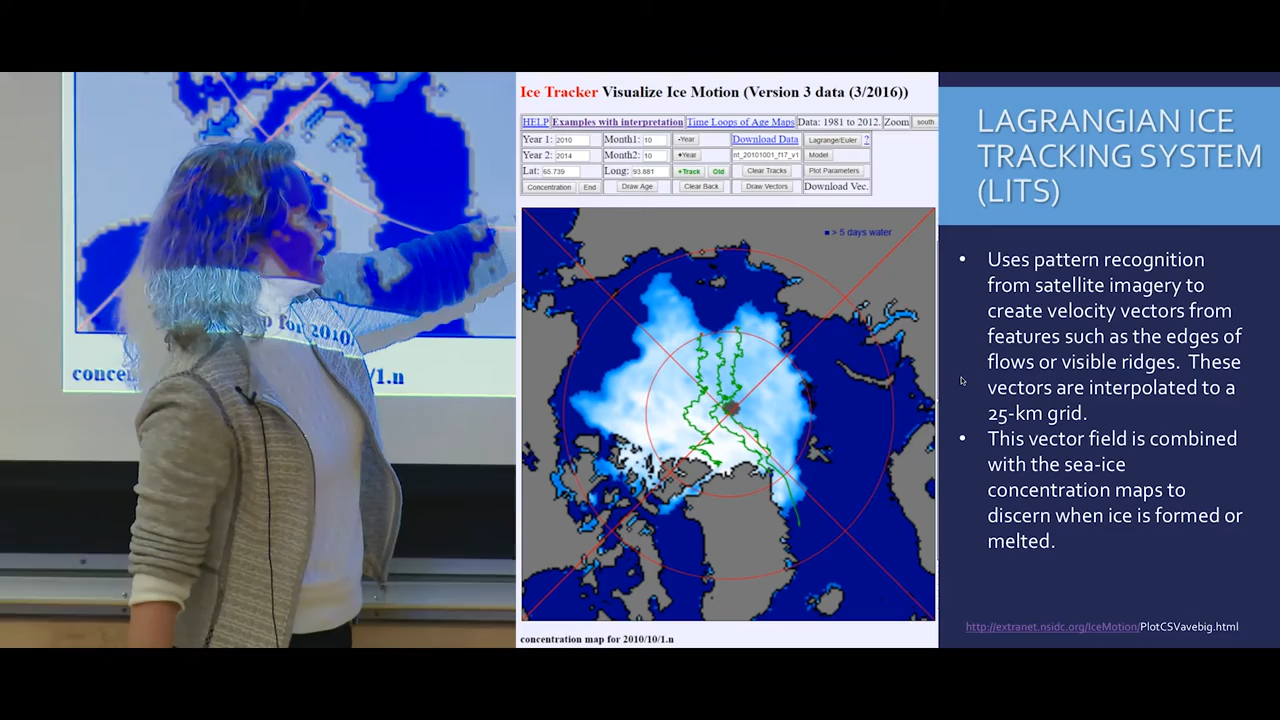 p for 2010
concen
/1.n
Ice Tracker Visualize Ice Motion (Version 3 data (3/2016))
HELP Examples with interpretation Time Loops of Age Maps Data: 1981 to 2012. Zoom south
Year 1: 2010 Month1: 10 -Year Download Data Lagrange/Euler ?
Year 2: 2014 Month2: 10 +Year nt_20101001_f17_v1 Model
Lat: 65.739 Long: 93.881 +Track Old Clear Tracks Plot Parameters
Concentration End Draw Age Clear Back Draw Vectors Download Vec.
> 5 days water
concentration map for 2010/10/1.n
LAGRANGIAN ICE
TRACKING SYSTEM
(LITS)
• Uses pattern recognition
from satellite imagery to
create velocity vectors from
features such as the edges of
flows or visible ridges. These
vectors are interpolated to a
25-km grid.
• This vector field is combined
with the sea-ice
concentration maps to
discern when ice is formed or
melted.
http://extranet.nsidc.org/IceMotion/PlotCSVavebig.html